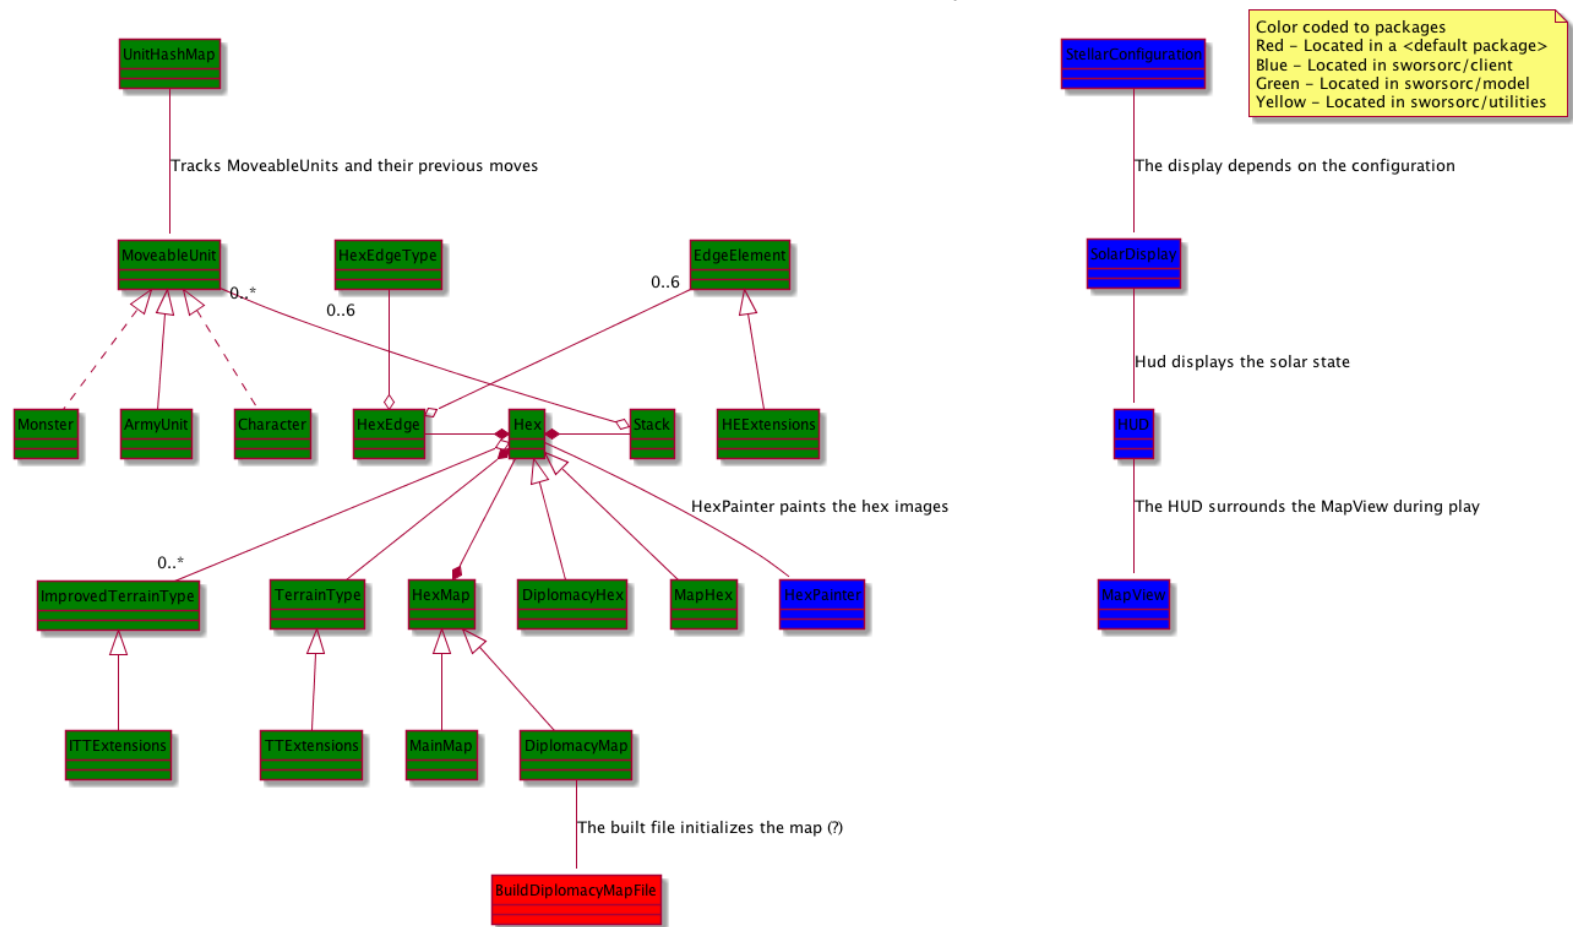 UnitHashMap
StellarConfiguration
Color coded to packages
Red - Located in a <default package>
Blue - Located in sworsorc/client
Green - Located in sworsorc/model
Yellow - Located in sworsorc/utilities
Tracks MoveableUnits and their previous moves
The display depends on the configuration
MoveableUnit
HexEdgeType
EdgeElement
SolarDisplay
0..*
0..6
0..6
Hud displays the solar state
Monster
ArmyUnit
Character
HexEdge
Hex
Stack
HEExtensions
HUD
HexPainter paints the hex images
The HUD surrounds the MapView during play
0..*
ImprovedTerrainType
TerrainType
HexMap
DiplomacyHex
MapHex
HexPainter
MapView
ITTExtensions
TTExtensions
MainMap
DiplomacyMap
The built file initializes the map (?)
BuildDiplomacyMapFile